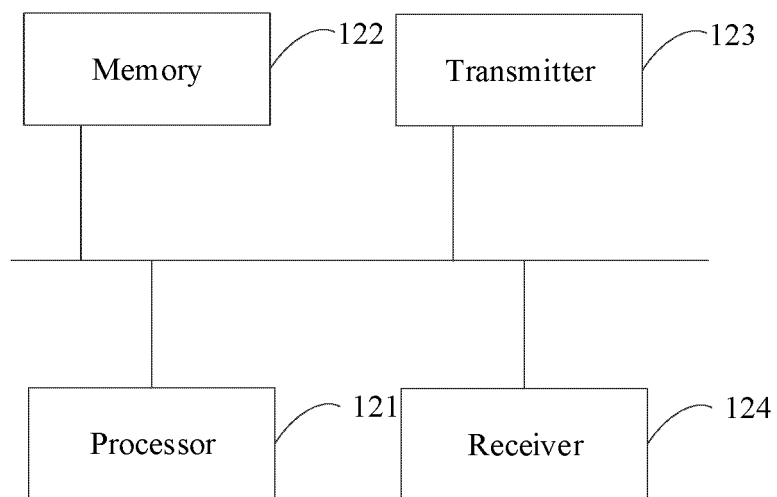 Memory
122
Transmitter
123
Processor
121
Receiver
124